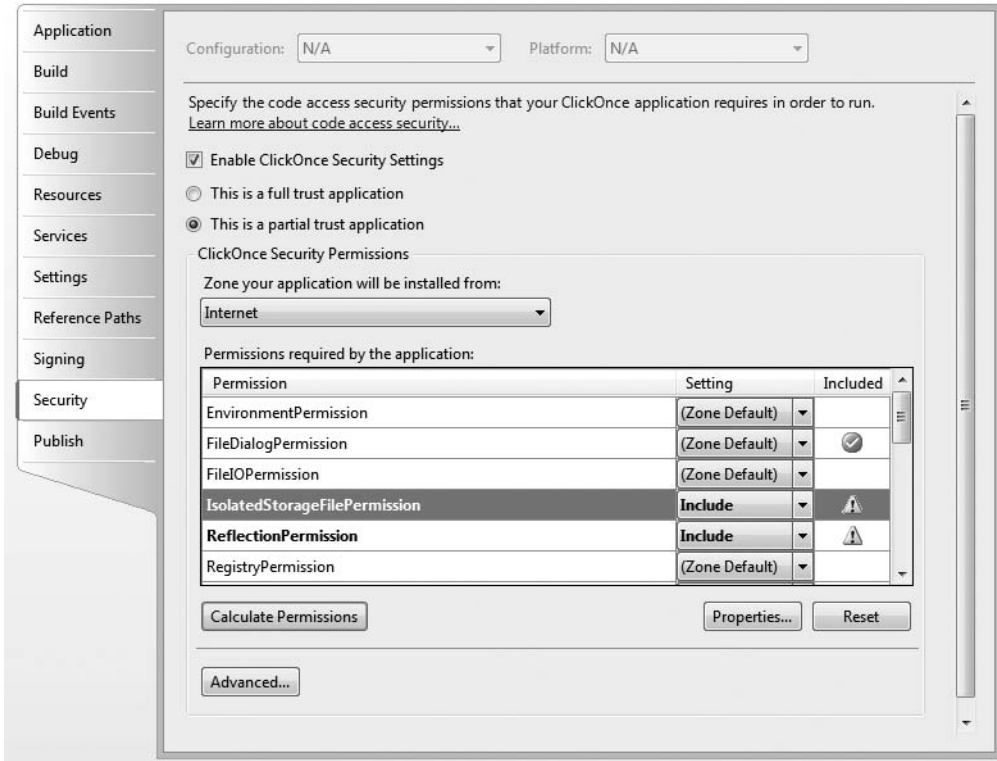 Application
Build
Build Events
Debug
Resources
Services
Settings
Reference Paths
Signing
Security
Publish
Configuration: N/A Platform: N/A
Specify the code access security permissions that your ClickOnce application requires in order to run.
Learn more about code access security...
Enable ClickOnce Security Settings
This is a full trust application
This is a partial trust application
ClickOnce Security Permissions
Zone your application will be installed from:
Internet
Permissions required by the application:
Permission Setting Included
EnvironmentPermission (Zone Default)
FileDialogPermission (Zone Default)
FileIOPermission (Zone Default)
IsolatedStorageFilePermission Include
ReflectionPermission Include
RegistryPermission (Zone Default)
Calculate Permissions Properties... Reset
Advanced...